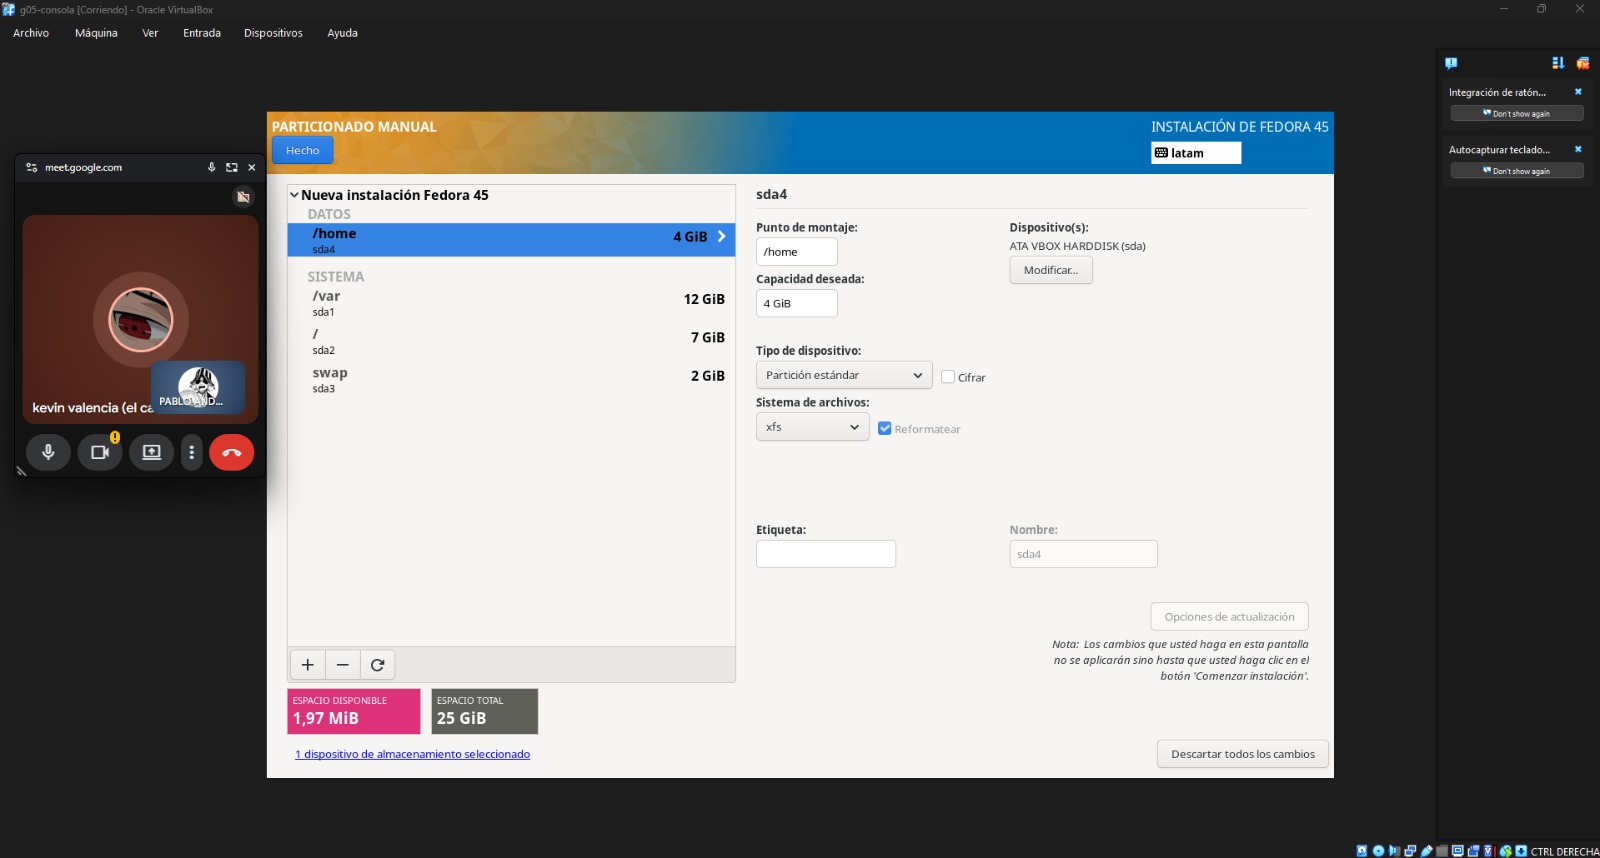 g05-consola [Corriendo] - Oracle VirtualBox
Archivo Máquina Ver Entrada Dispositivos Ayuda
Integración de ratón...
Don't show again
Autocapturar teclado...
Don't show again
PARTICIONADO MANUAL
INSTALACIÓN DE FEDORA 45
Hecho
latam
meet.google.com
kevin valencia (el ca
PABLO AND...
Nueva instalación Fedora 45
DATOS
/home
4 GiB
sda4
SISTEMA
/var
12 GiB
sda1
/
7 GiB
sda2
swap
2 GiB
sda3
ESPACIO DISPONIBLE
1,97 MiB
ESPACIO TOTAL
25 GiB
1 dispositivo de almacenamiento seleccionado
sda4
Punto de montaje:
/home
Dispositivo(s):
ATA VBOX HARDDISK (sda)
Modificar...
Capacidad deseada:
4 GiB
Tipo de dispositivo:
Partición estándar
Cifrar
Sistema de archivos:
xfs
Reformatear
Etiqueta:
Nombre:
sda4
Opciones de actualización
Nota: Los cambios que usted haga en esta pantalla
no se aplicarán sino hasta que usted haga clic en el
botón 'Comenzar instalación'.
Descartar todos los cambios
CTRL DERECHA